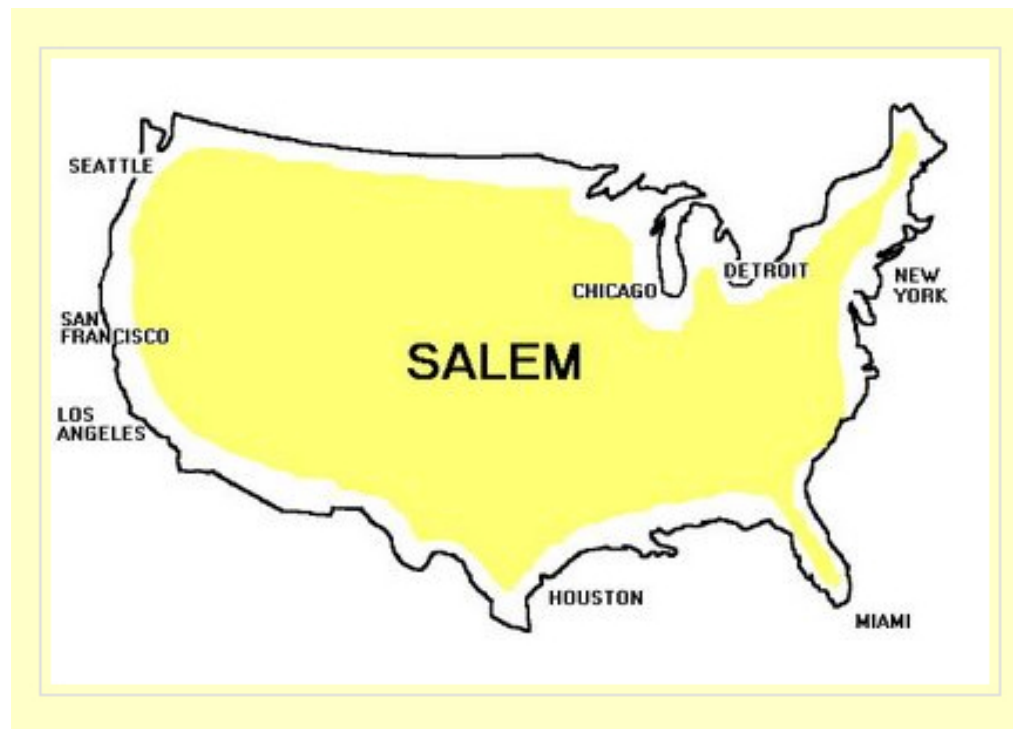 SEATTLE
DETROIT
NEW
YORK
CHICAGO
SAN
FRANCISCO
SALEM
LOS
ANGELES
HOUSTON
MIAMI